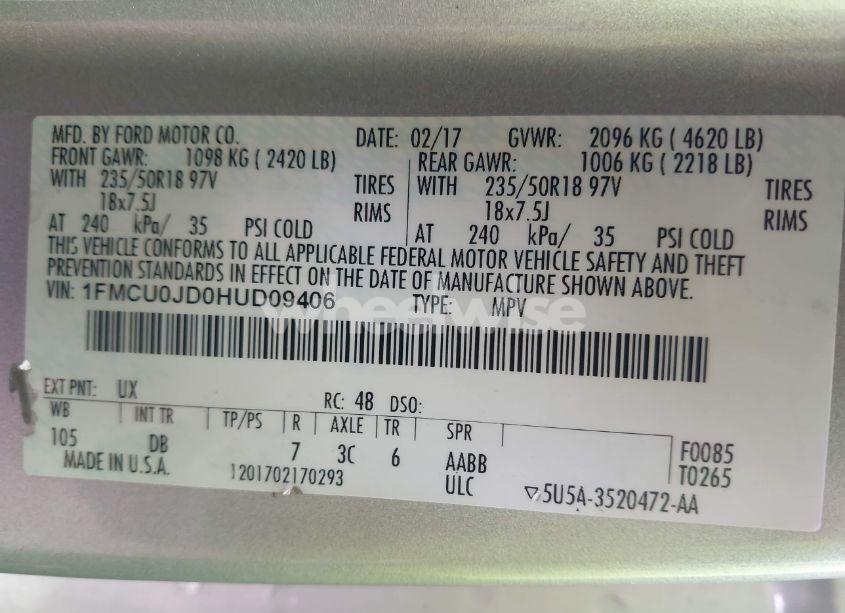 MFD. BY FORD MOTOR CO. DATE: 02/17 GVWR: 2096 KG ( 4620 LB)
FRONT GAWR: 1098 KG ( 2420 LB) REAR GAWR: 1006 KG ( 2218 LB)
WITH 235/50R18 97V TIRES WITH 235/50R18 97V TIRES
18x7.5J RIMS 18x7.5J RIMS
AT 240 kPa/ 35 PSI COLD AT 240 kPa/ 35 PSI COLD
THIS VEHICLE CONFORMS TO ALL APPLICABLE FEDERAL MOTOR VEHICLE SAFETY AND THEFT
PREVENTION STANDARDS IN EFFECT ON THE DATE OF MANUFACTURE SHOWN ABOVE.
VIN: 1FMCU0JD0HUD09406 TYPE: MPV
wheelwise
EXT PNT: UX RC: 48 DSO:
WB INT TR TP/PS R AXLE TR SPR
105 DB 7 3C 6 AABB F0085
MADE IN U.S.A. 1201702170293 ULC T0265
5U5A-3520472-AA